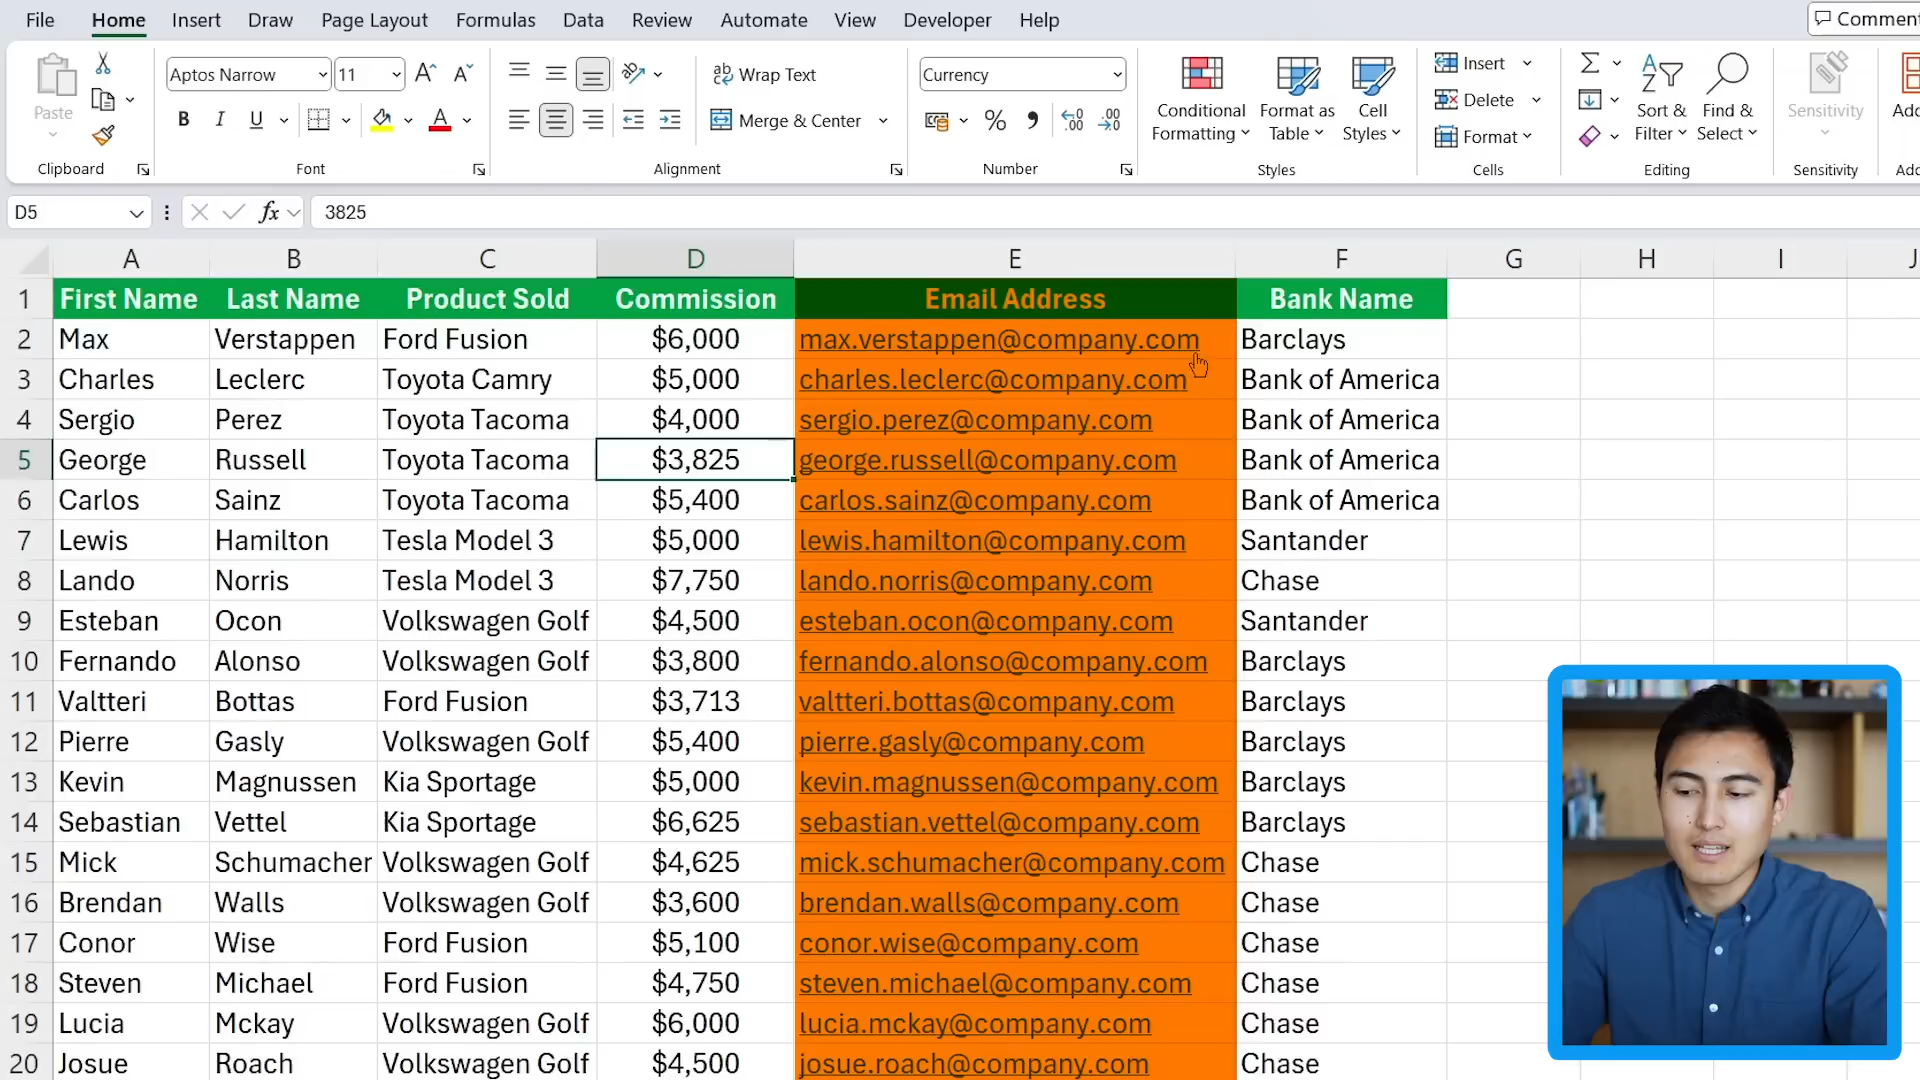 File Home Insert Draw Page Layout Formulas Data Review Automate View Developer Help
Paste
Clipboard
Aptos Narrow 11
B I U A
Font
ab Wrap Text
Merge & Center
Alignment
Currency
% 9 .00
Number
Conditional Formatting
Format as Table
Cell Styles
Styles
Insert
Delete
Format
Cells
Sort & Filter
Find & Select
Editing
Sensitivity
Sensitivity
D5 fx 3825
A B C D E F G H I J
1 First Name Last Name Product Sold Commission Email Address Bank Name
2 Max Verstappen Ford Fusion $6,000 max.verstappen@company.com Barclays
3 Charles Leclerc Toyota Camry $5,000 charles.leclerc@company.com Bank of America
4 Sergio Perez Toyota Tacoma $4,000 sergio.perez@company.com Bank of America
5 George Russell Toyota Tacoma $3,825 george.russell@company.com Bank of America
6 Carlos Sainz Toyota Tacoma $5,400 carlos.sainz@company.com Bank of America
7 Lewis Hamilton Tesla Model 3 $5,000 lewis.hamilton@company.com Santander
8 Lando Norris Tesla Model 3 $7,750 lando.norris@company.com Chase
9 Esteban Ocon Volkswagen Golf $4,500 esteban.ocon@company.com Santander
10 Fernando Alonso Volkswagen Golf $3,800 fernando.alonso@company.com Barclays
11 Valtteri Bottas Ford Fusion $3,713 valtteri.bottas@company.com Barclays
12 Pierre Gasly Volkswagen Golf $5,400 pierre.gasly@company.com Barclays
13 Kevin Magnussen Kia Sportage $5,000 kevin.magnussen@company.com Barclays
14 Sebastian Vettel Kia Sportage $6,625 sebastian.vettel@company.com Barclays
15 Mick Schumacher Volkswagen Golf $4,625 mick.schumacher@company.com Chase
16 Brendan Walls Volkswagen Golf $3,600 brendan.walls@company.com Chase
17 Conor Wise Ford Fusion $5,100 conor.wise@company.com Chase
18 Steven Michael Ford Fusion $4,750 steven.michael@company.com Chase
19 Lucia Mckay Volkswagen Golf $6,000 lucia.mckay@company.com Chase
20 Josue Roach Volkswagen Golf $4,500 josue.roach@company.com Chase